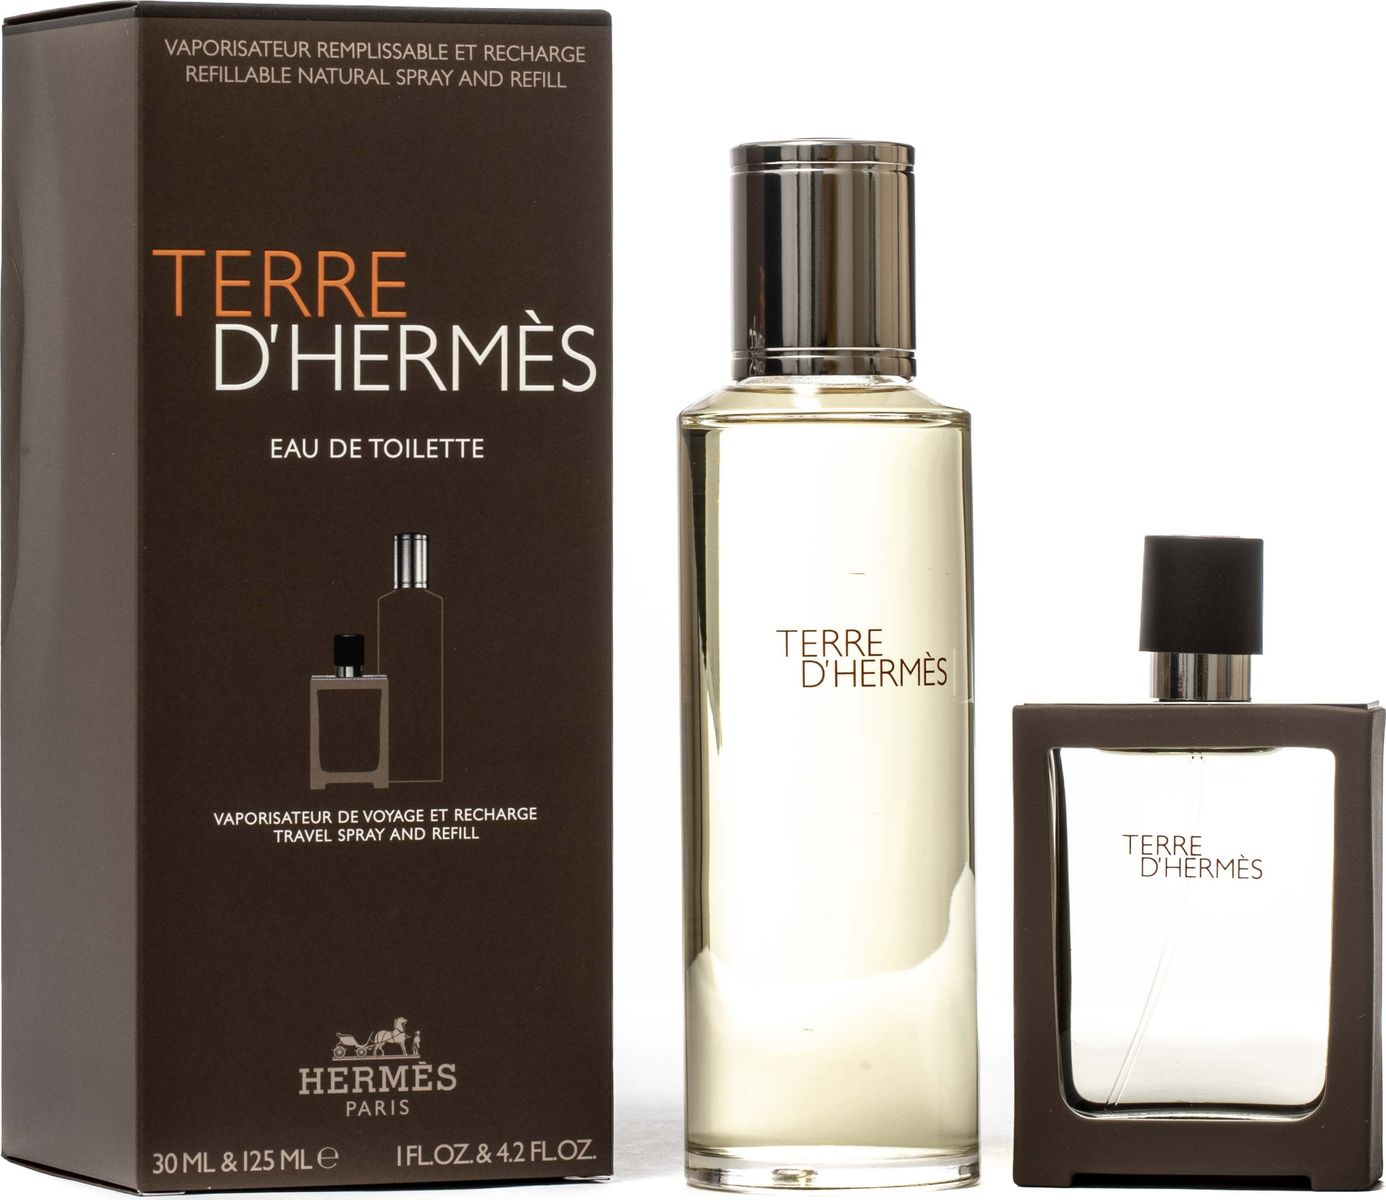 VAPORISATEUR REMPLISSABLE ET RECHARGE
REFILLABLE NATURAL SPRAY AND REFILL
TERRE
D'HERMÈS
EAU DE TOILETTE
VAPORISATEUR DE VOYAGE ET RECHARGE
TRAVEL SPRAY AND REFILL
HERMÈS
PARIS
30 ML & 125 ML ℮ 1 FL.OZ. & 4.2 FL.OZ.
TERRE
D'HERMÈS
TERRE
D'HERMÈS